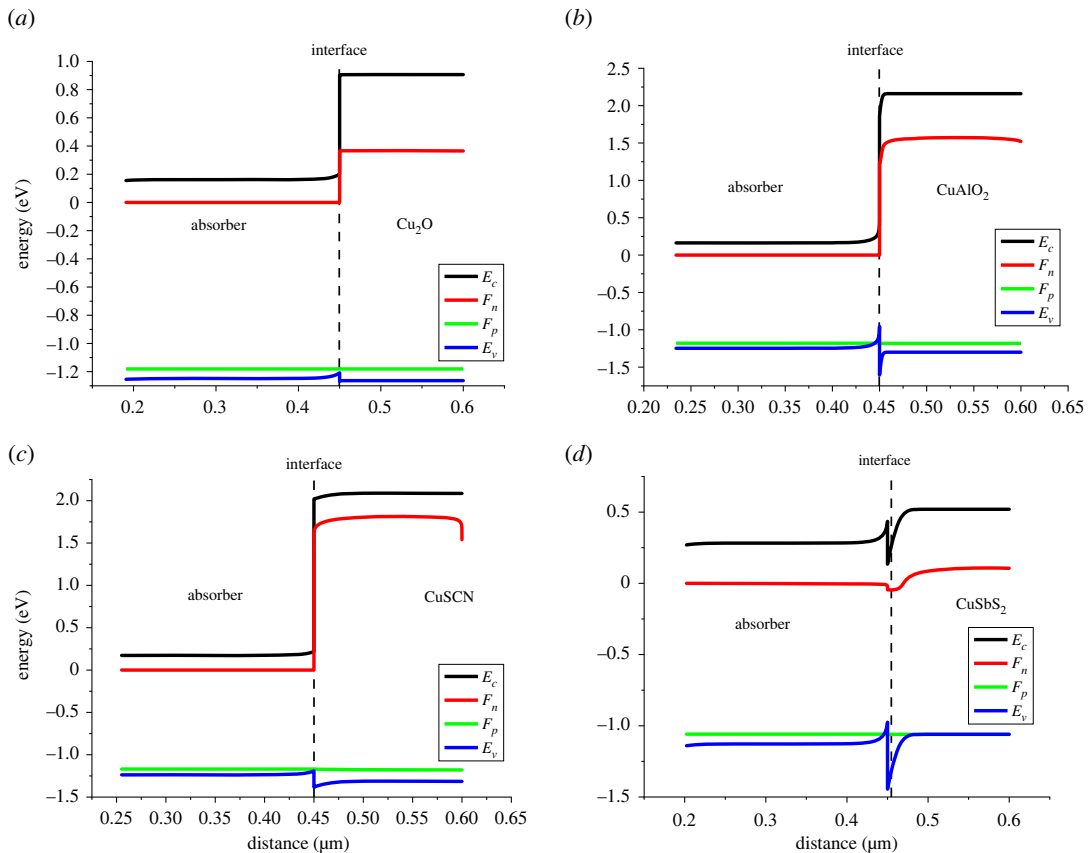 (a)
interface
1.0
0.8
0.6
0.4
0.2
0
−0.2
−0.4
−0.6
−0.8
−1.0
−1.2
energy (eV)
absorber
Cu2O
Ec
Fn
Fp
Ev
0.2 0.3 0.4 0.5 0.6
(b)
interface
2.5
2.0
1.5
1.0
0.5
0
−0.5
−1.0
−1.5
absorber
CuAlO2
Ec
Fn
Fp
Ev
0.20 0.25 0.30 0.35 0.40 0.45 0.50 0.55 0.60 0.65
(c)
interface
2.0
1.5
1.0
0.5
0
−0.5
−1.0
−1.5
energy (eV)
absorber
CuSCN
Ec
Fn
Fp
Ev
0.25 0.30 0.35 0.40 0.45 0.50 0.55 0.60 0.65
distance (µm)
(d)
interface
0.5
0
−0.5
−1.0
−1.5
absorber
CuSbS2
Ec
Fn
Fp
Ev
0.2 0.3 0.4 0.5 0.6
distance (µm)